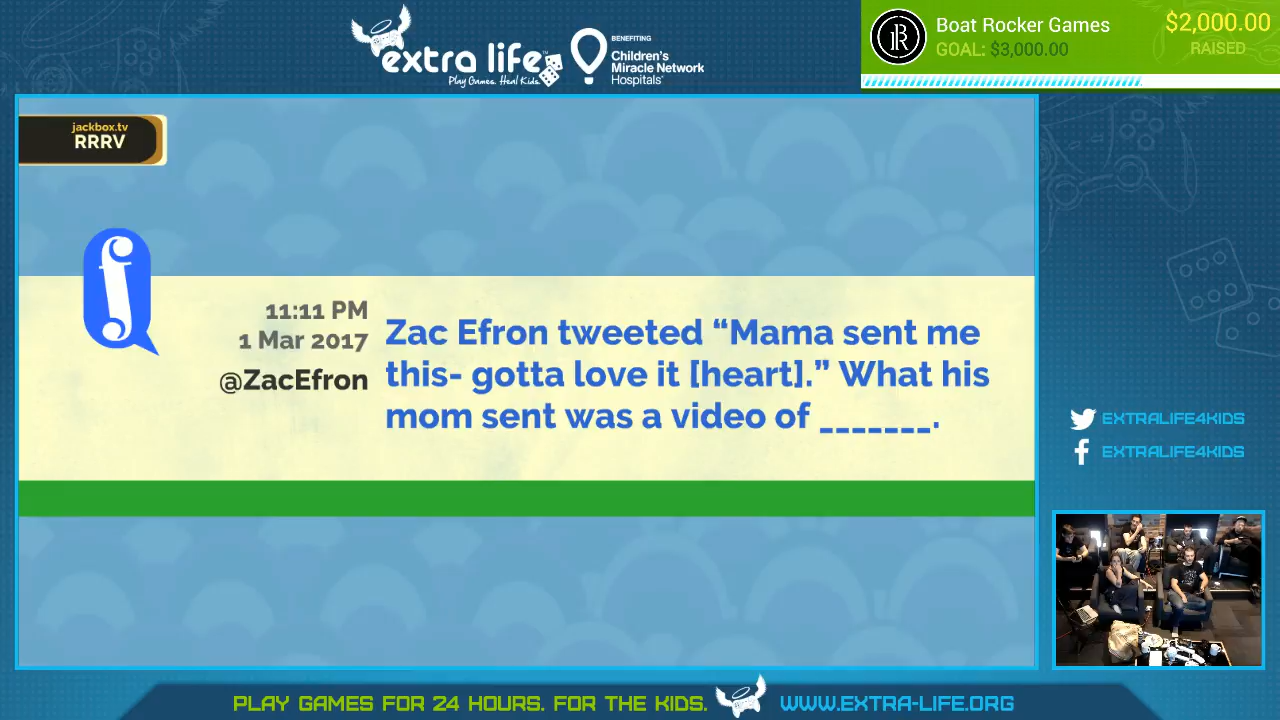 extra life
Play Games. Heal Kids.
BENEFITING
Children's
Miracle Network
Hospitals
Boat Rocker Games
GOAL: $3,000.00
$2,000.00
RAISED
jackbox.tv
RRRV
11:11 PM
1 Mar 2017
@ZacEfron
Zac Efron tweeted “Mama sent me
this- gotta love it [heart].” What his
mom sent was a video of _______.
EXTRALIFE4KIDS
EXTRALIFE4KIDS
PLAY GAMES FOR 24 HOURS. FOR THE KIDS.
WWW.EXTRA-LIFE.ORG